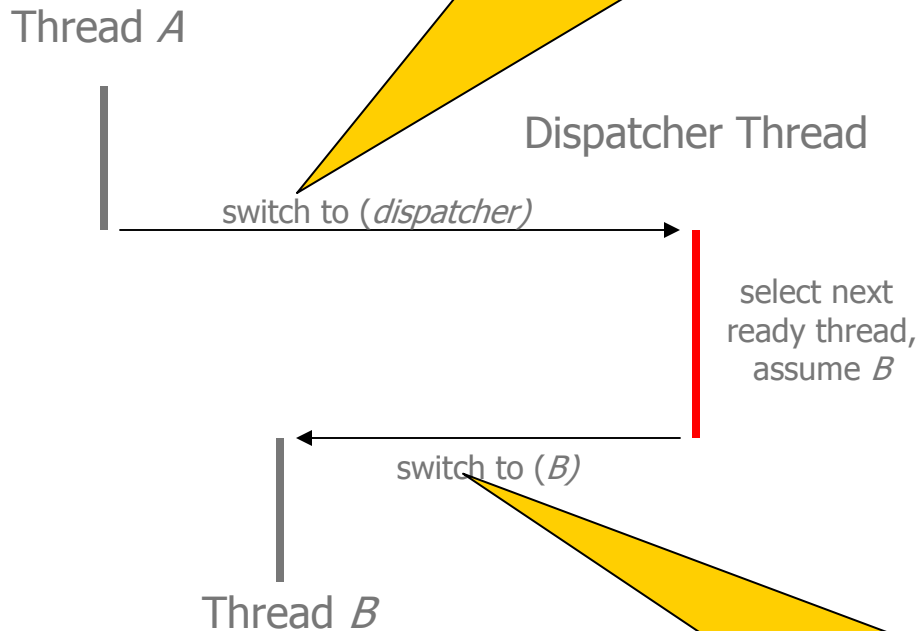 Thread A
Dispatcher Thread
switch to (dispatcher)
select next
ready thread,
assume B
switch to (B)
Thread B